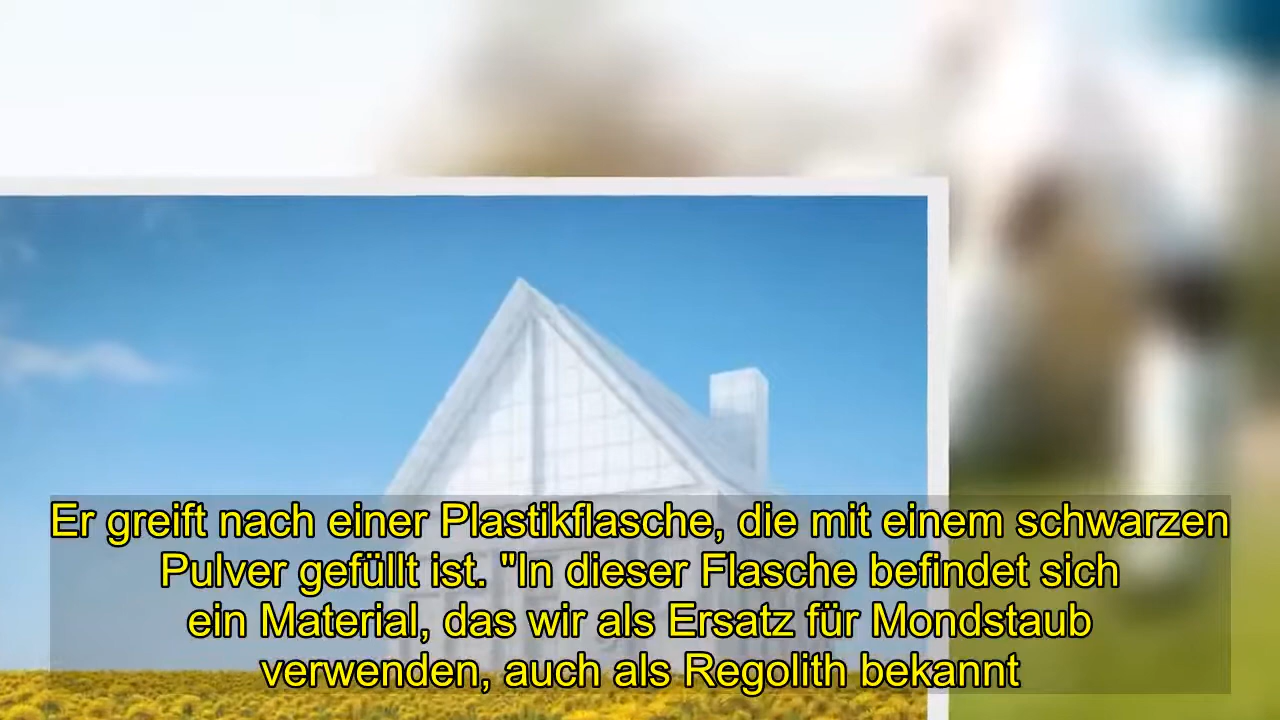 Er greift nach einer Plastikflasche, die mit einem schwarzen
Pulver gefüllt ist. "In dieser Flasche befindet sich
ein Material, das wir als Ersatz für Mondstaub
verwenden, auch als Regolith bekannt